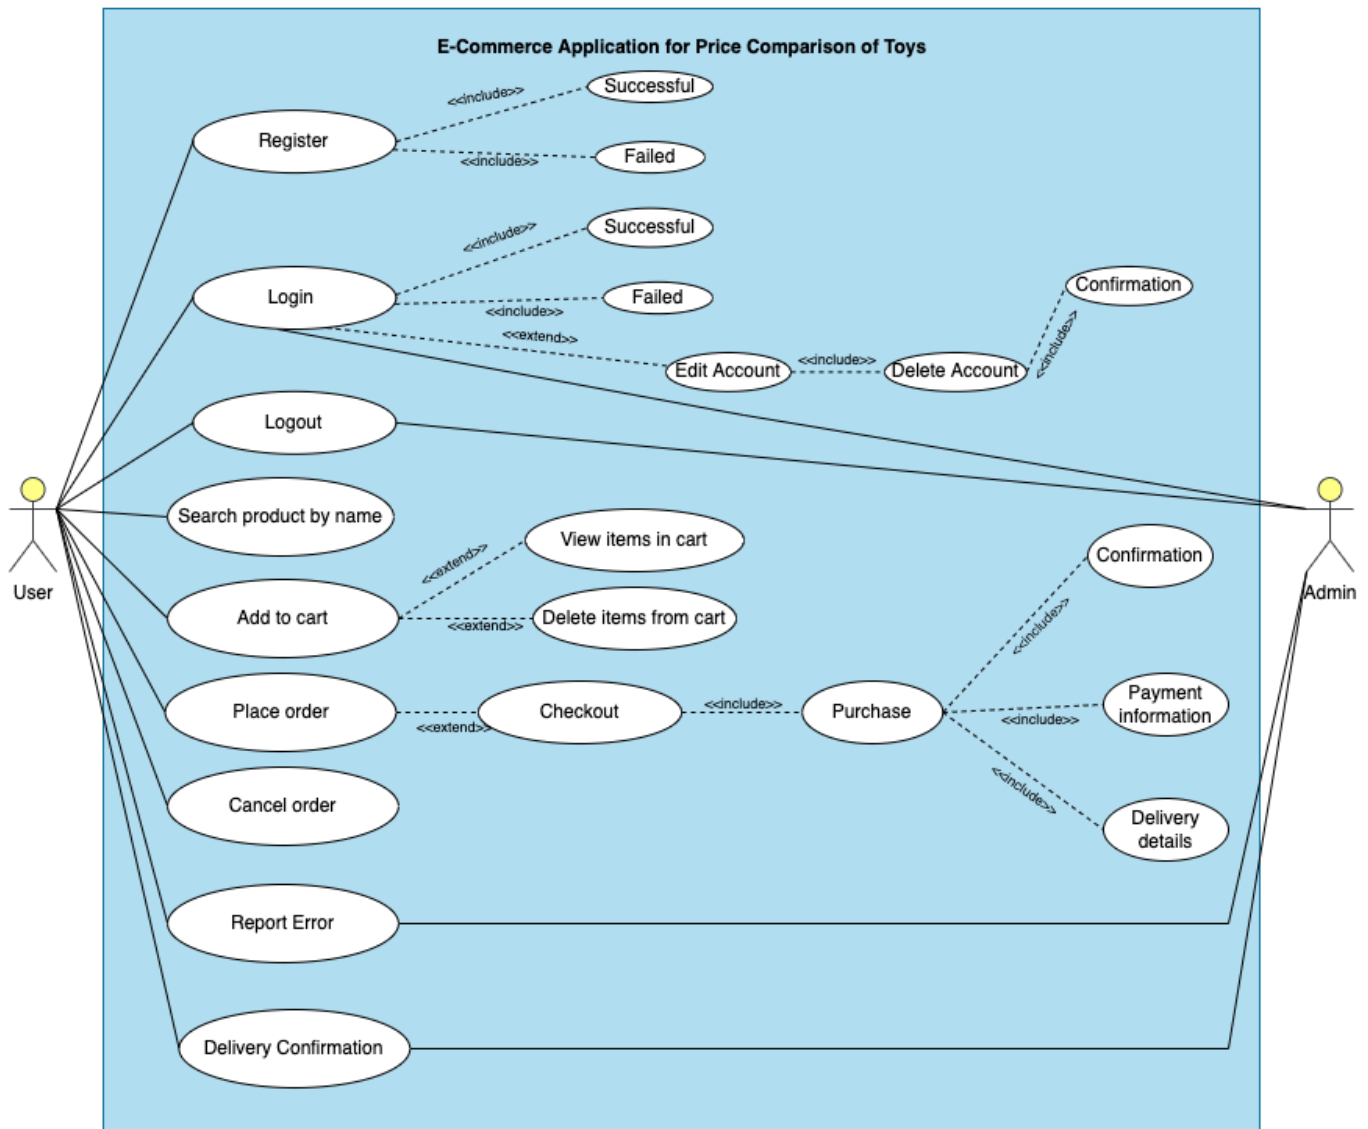 E-Commerce Application for Price Comparison of Toys
Successful
<<include>>
Register
Failed
<<include>>
Successful
<<include>>
Login
Failed
<<include>>
Confirmation
<<extend>>
<<include>>
Edit Account
<<include>>
Delete Account
Logout
Search product by name
View items in cart
<<extend>>
Confirmation
User
Admin
Add to cart
<<extend>>
Delete items from cart
<<include>>
Place order
<<extend>>
Checkout
<<include>>
Purchase
<<include>>
Payment
information
<<include>>
Cancel order
Delivery
details
Report Error
Delivery Confirmation